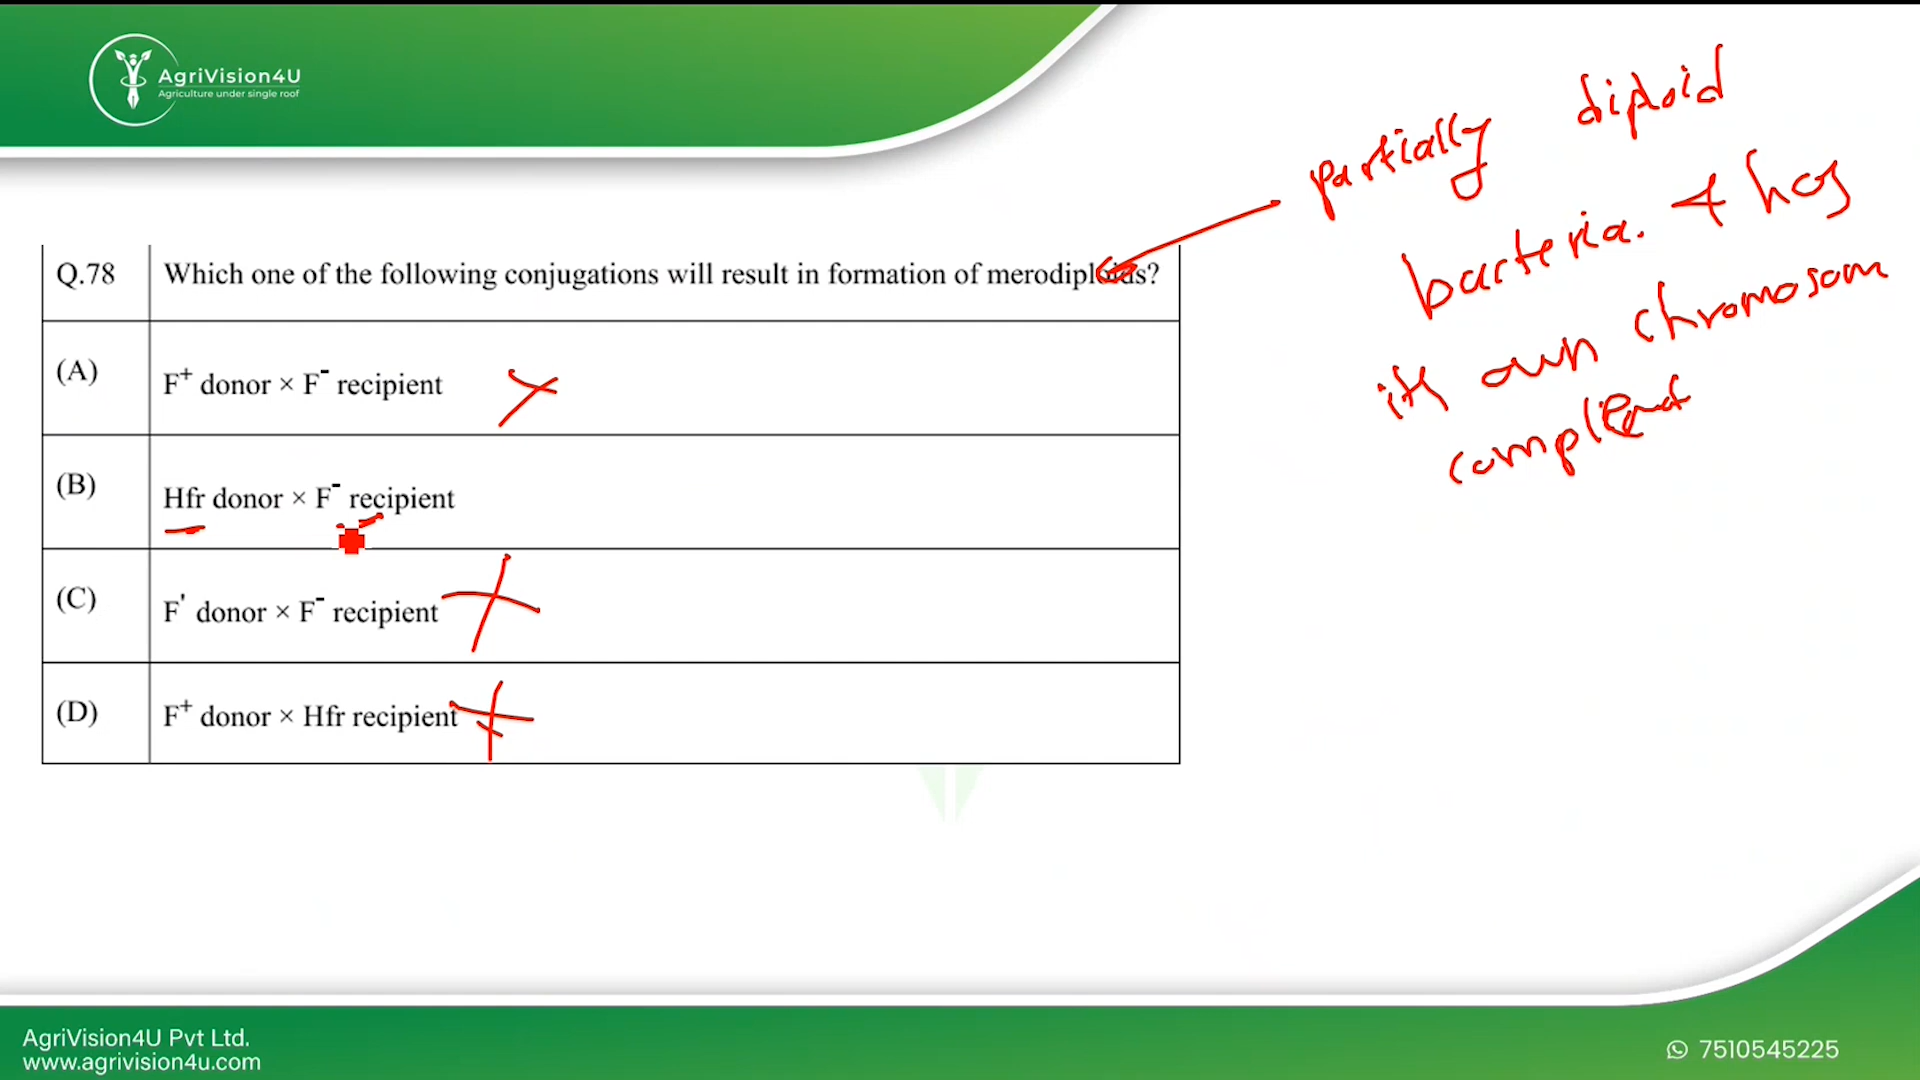 AgriVision4U
Agriculture under single roof
partially diploid
bacteria. & has
its own chromosom
Q.78 Which one of the following conjugations will result in formation of merodiploids?
(A) F⁺ donor × F⁻ recipient
(B) Hfr donor × F⁻ recipient
(C) F' donor × F⁻ recipient
(D) F⁺ donor × Hfr recipient
AgriVision4U Pvt Ltd.
www.agrivision4u.com
7510545225